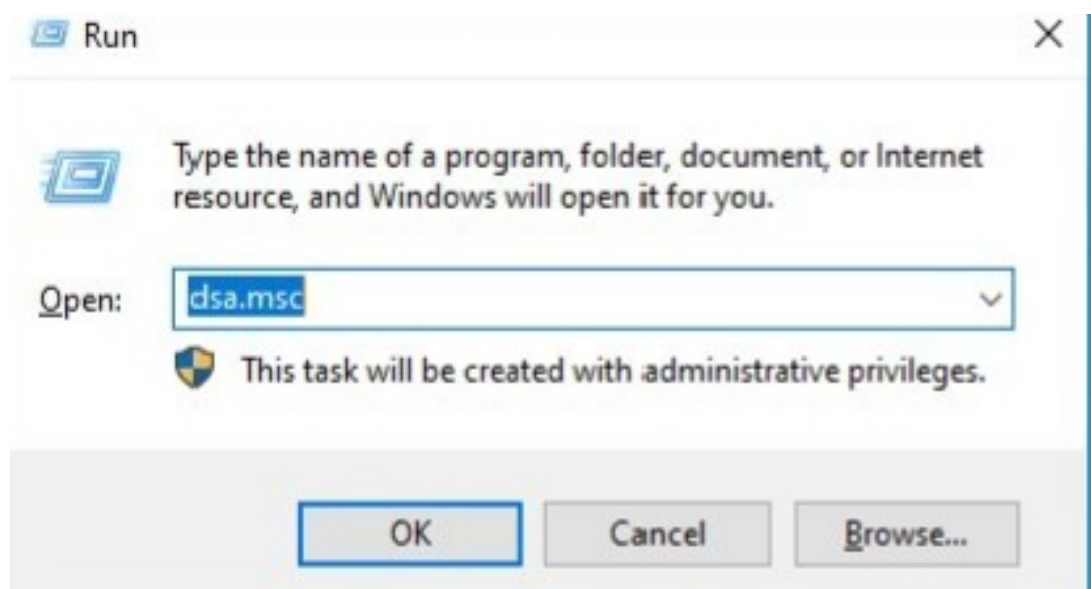 Run
Type the name of a program, folder, document, or Internet
resource, and Windows will open it for you.
Open: dsa.msc
This task will be created with administrative privileges.
OK Cancel Browse...